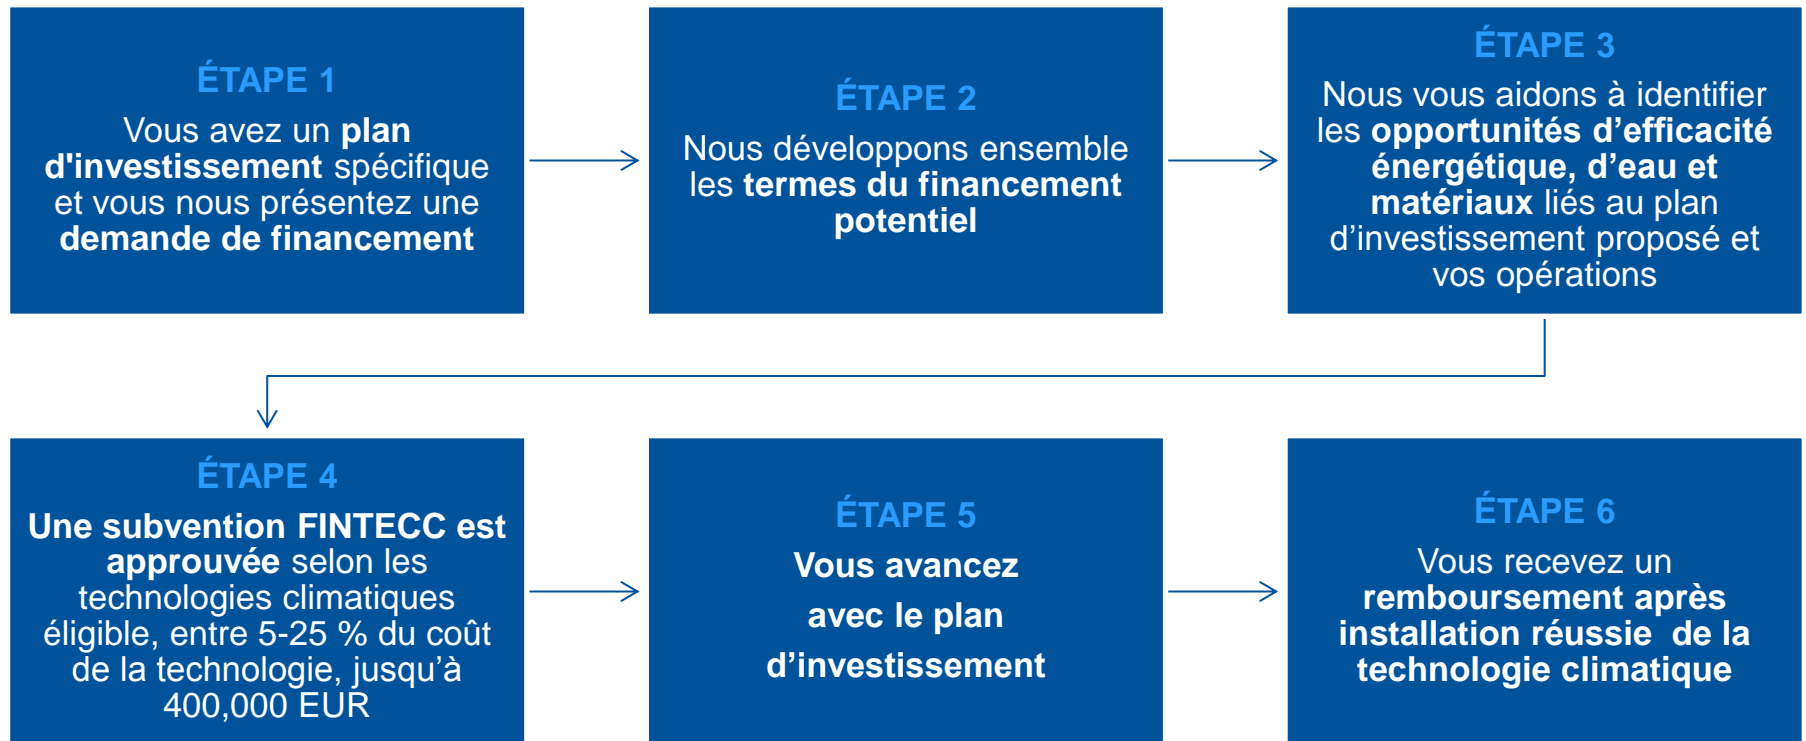 ÉTAPE 1
Vous avez un plan
d'investissement spécifique
et vous nous présentez une
demande de financement
ÉTAPE 2
Nous développons ensemble
les termes du financement
potentiel
ÉTAPE 3
Nous vous aidons à identifier
les opportunités d’efficacité
énergétique, d’eau et
matériaux liés au plan
d’investissement proposé et
vos opérations
ÉTAPE 4
Une subvention FINTECC est
approuvée selon les
technologies climatiques
éligible, entre 5-25 % du coût
de la technologie, jusqu’à
400,000 EUR
ÉTAPE 5
Vous avancez
avec le plan
d’investissement
ÉTAPE 6
Vous recevez un
remboursement après
installation réussie  de la
technologie climatique